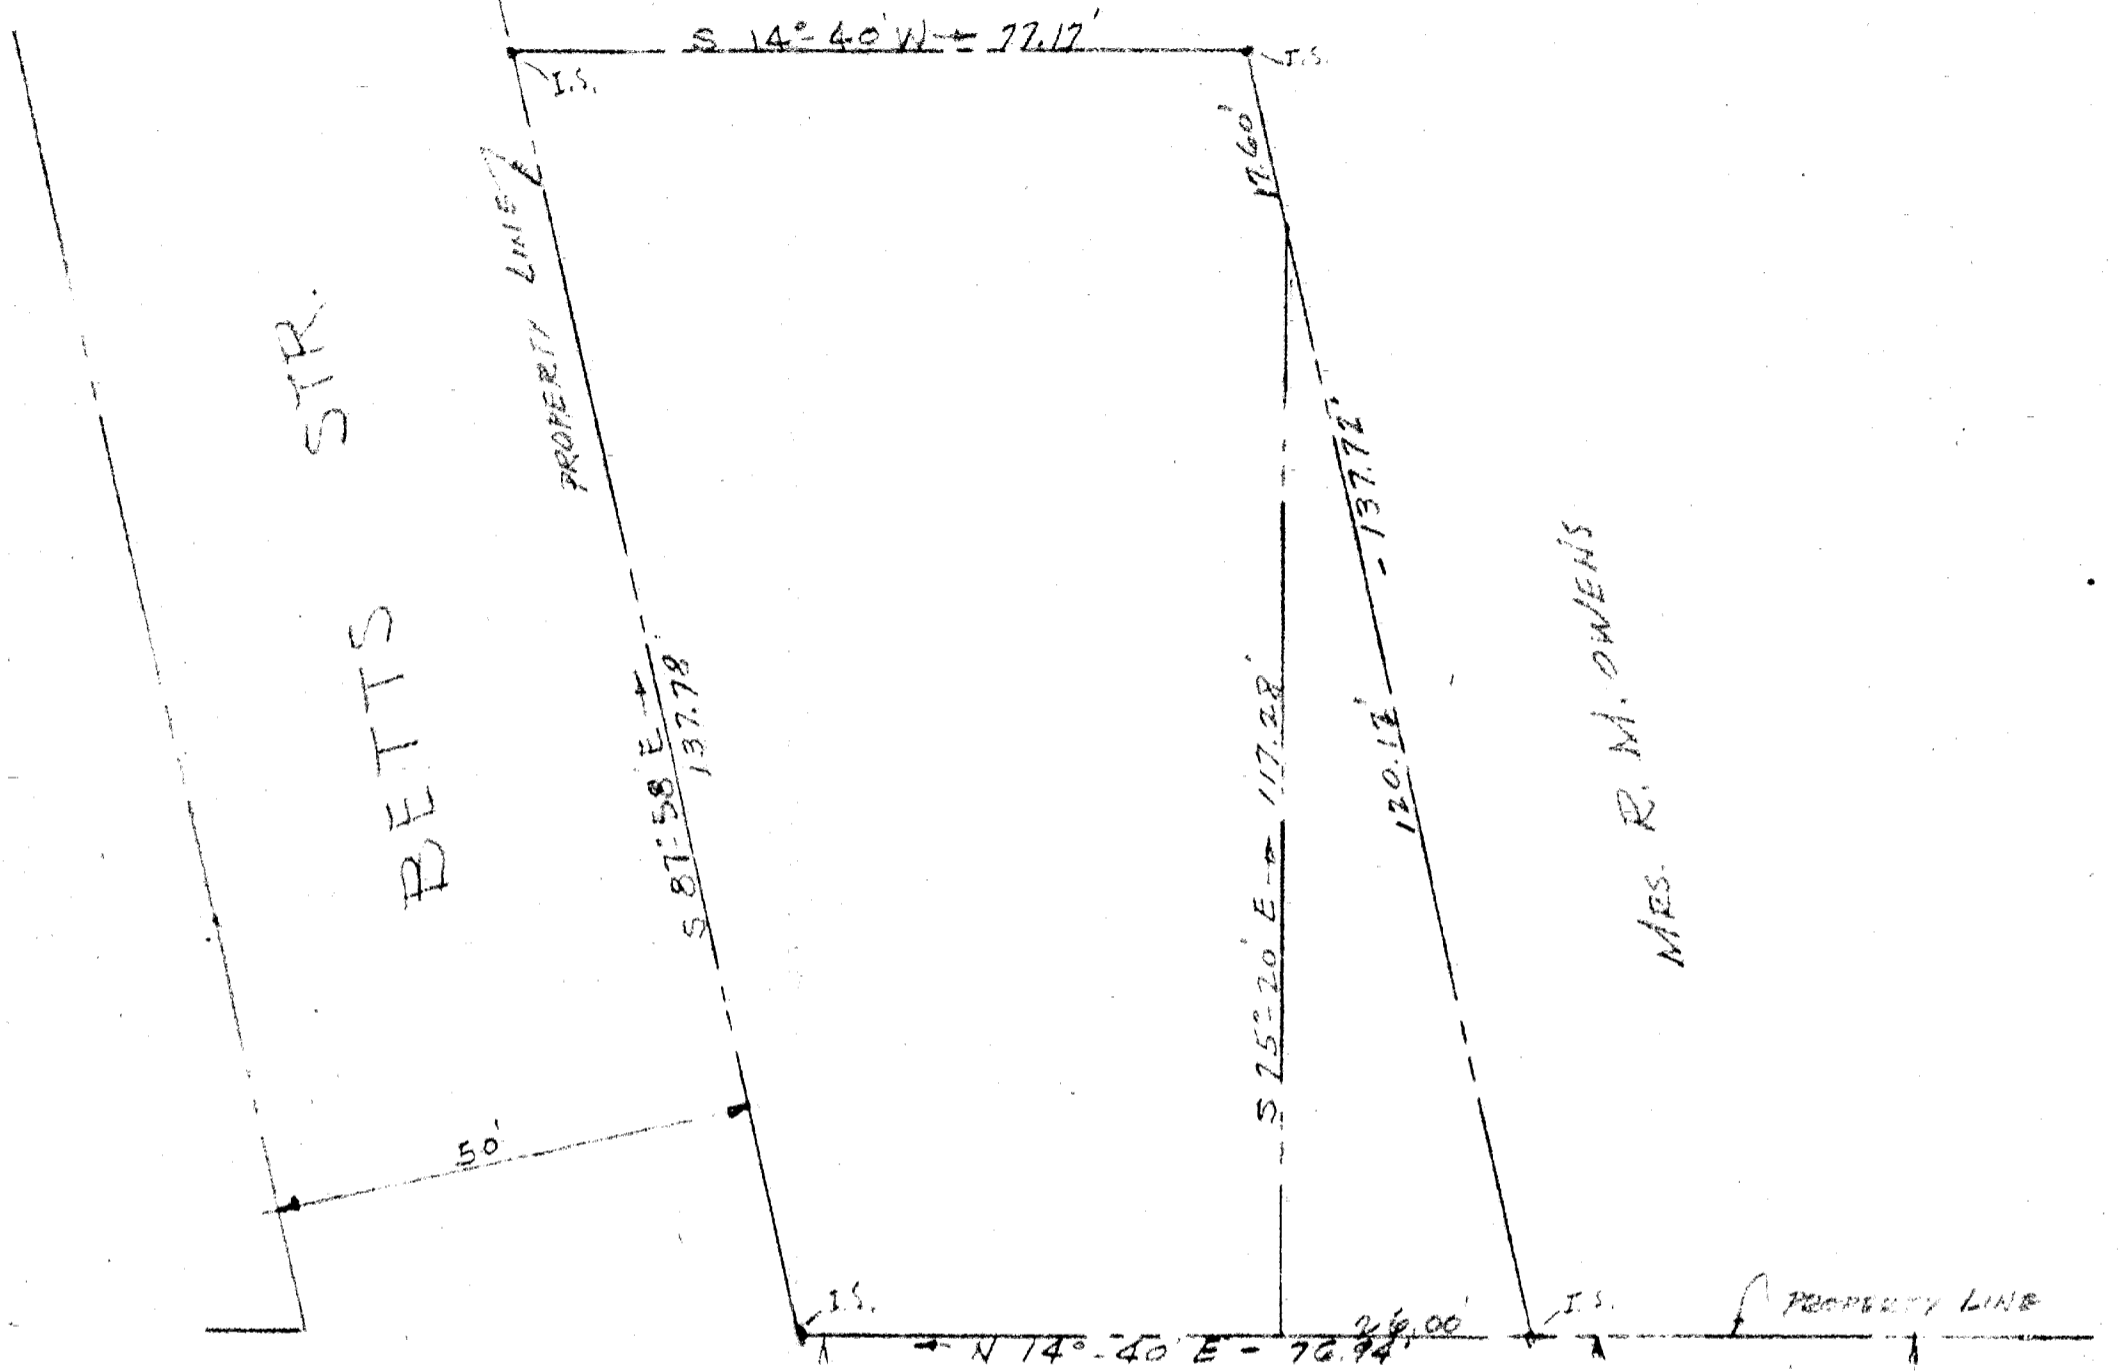 S 14°-40' W → 77.17'
I.S.
I.S.
17.60'
PROPERTY LINE
BETTS STR.
137.72'
S 87°-58' E →
137.78
S 75°-20' E → 117.28'
120.12'
MRS. R. M. OWENS
50'
I.S.
26.00'
I.S.
PROPERTY LINE
← N 14°-40' E - 76.94'